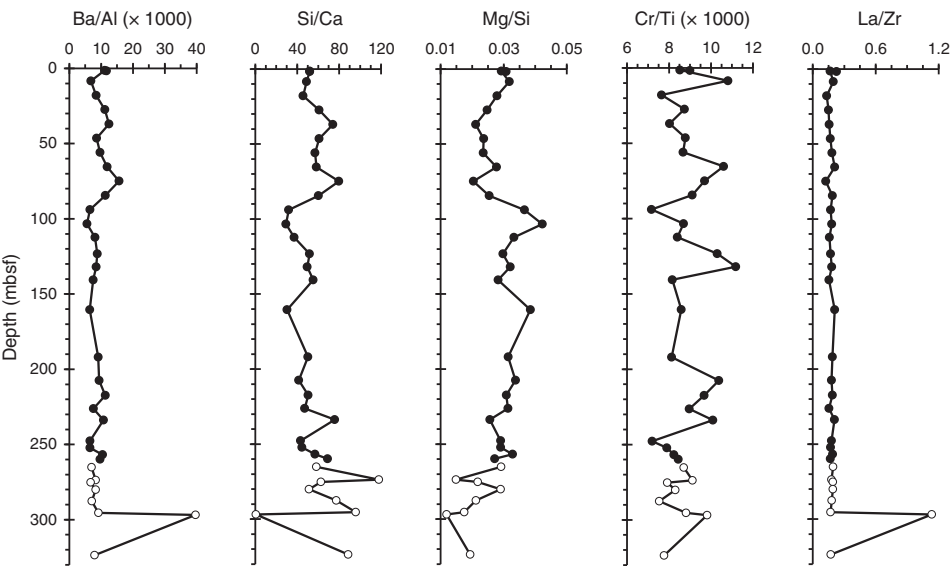 Ba/Al (× 1000) Si/Ca Mg/Si Cr/Ti (× 1000) La/Zr
0 10 20 30 40 0 40 80 120 0.01 0.03 0.05 6 8 10 12 0.0 0.6 1.2
0
50
100
150
200
250
300
Depth (mbsf)